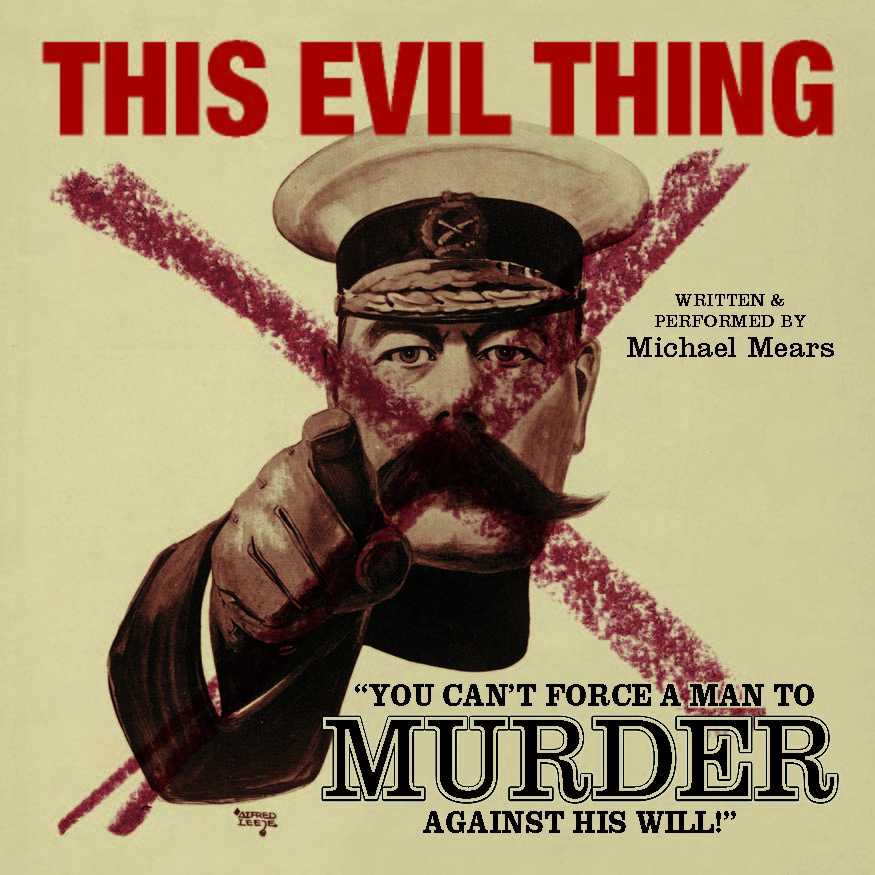 THIS EVIL THING
WRITTEN &
PERFORMED BY
Michael Mears
“YOU CAN’T FORCE A MAN TO
MURDER
AGAINST HIS WILL!”
ALFRED
LEETE